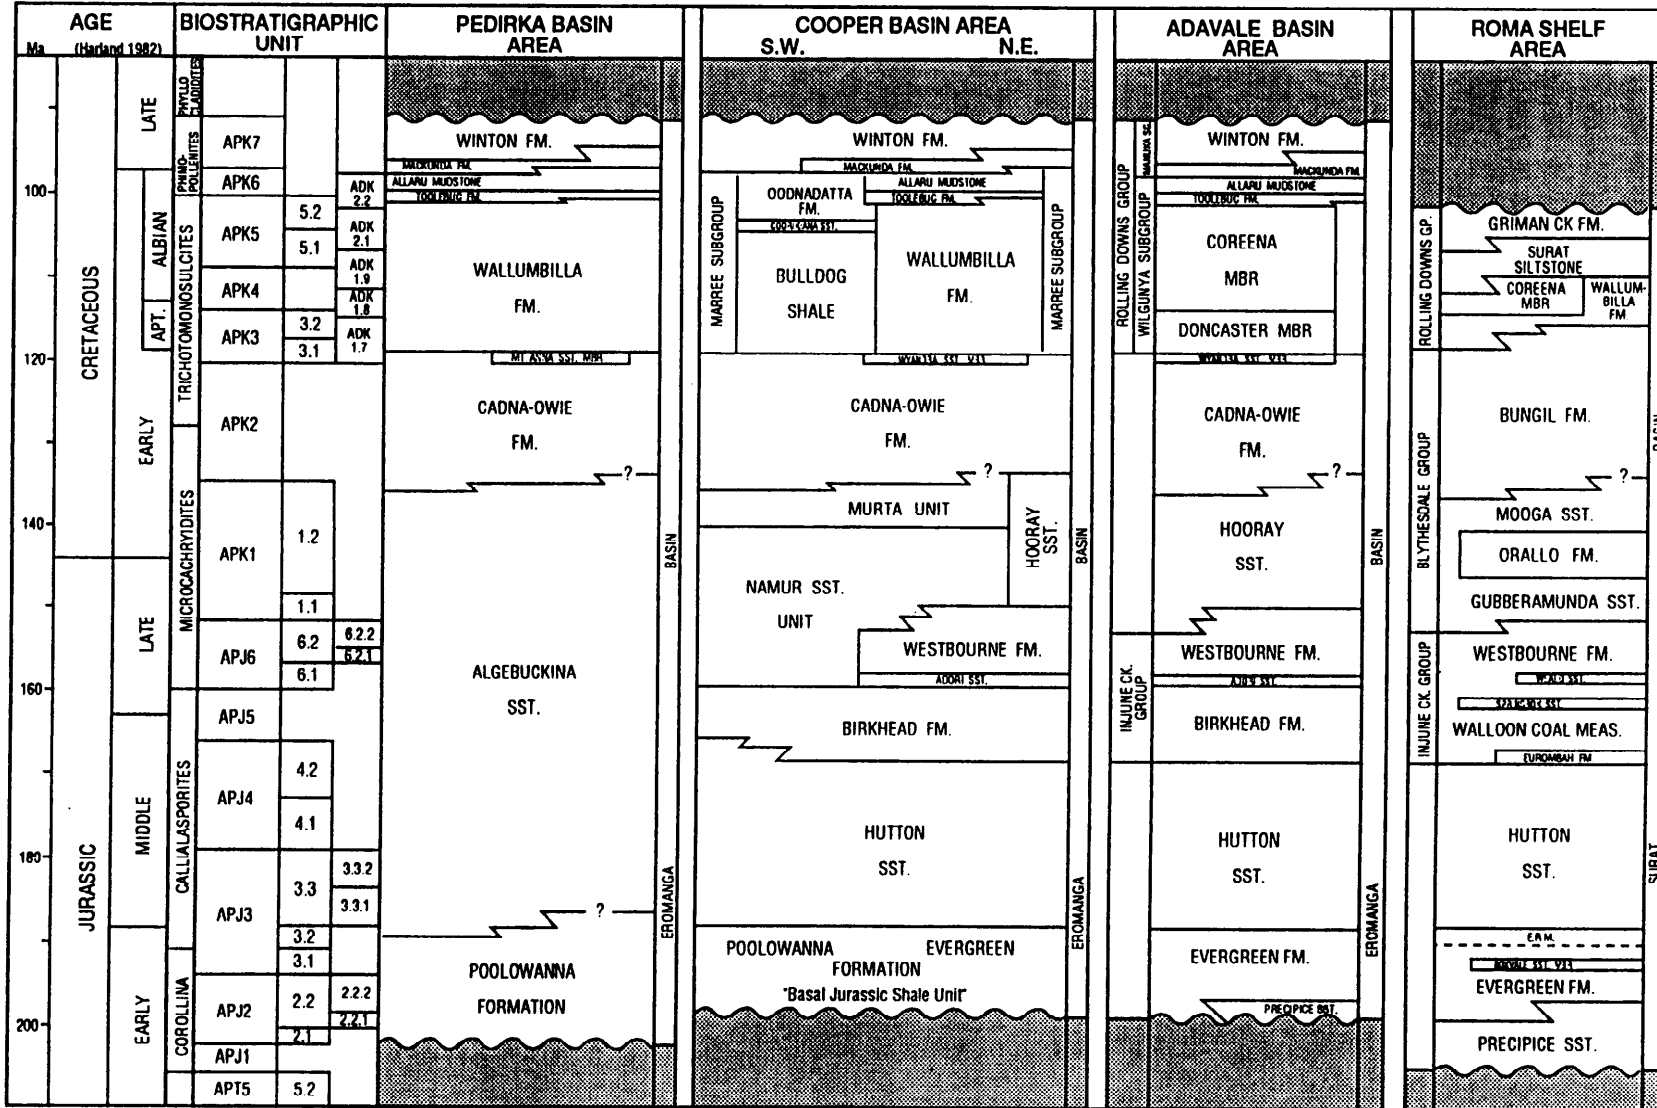 AGE
Ma (Harland 1982)
BIOSTRATIGRAPHIC
UNIT
PEDIRKA BASIN
AREA
COOPER BASIN AREA
S.W. N.E.
ADAVALE BASIN
AREA
ROMA SHELF
AREA
100
120
140
160
180
200
CRETACEOUS
JURASSIC
LATE
ALBIAN
APT.
EARLY
LATE
MIDDLE
EARLY
PHYLLO
CLADIDITES
PHIMO-
POLLENITES
TRICHOTOMONOSULCITES
MICROCACHRYIDITES
CALLIALASPORITES
COROLLINA
APK7
APK6
APK5
APK4
APK3
APK2
APK1
APJ6
APJ5
APJ4
APJ3
APJ2
APJ1
APT5
5.2
5.1
3.2
3.1
1.2
1.1
6.2
6.1
4.2
4.1
3.3
3.2
3.1
2.2
2.1
5.2
ADK
2.2
ADK
2.1
ADK
1.9
ADK
1.8
ADK
1.7
6.2.2
6.2.1
3.3.2
3.3.1
2.2.2
2.2.1
WINTON FM.
MACKUNDA FM.
ALLARU MUDSTONE
TOOLEBUC FM.
WALLUMBILLA
FM.
MT ANNA SST. MBR
CADNA-OWIE
FM.
?
ALGEBUCKINA
SST.
?
POOLOWANNA
FORMATION
BASIN
EROMANGA
WINTON FM.
MACKUNDA FM.
MARREE SUBGROUP
OODNADATTA
FM.
BULLDOG
SHALE
ALLARU MUDSTONE
TOOLEBUC FM.
WALLUMBILLA
FM.
MARREE SUBGROUP
CADNA-OWIE
FM.
?
MURTA UNIT
HOORAY
SST.
NAMUR SST.
UNIT
WESTBOURNE FM.
ADORI SST.
BIRKHEAD FM.
HUTTON
SST.
POOLOWANNA EVERGREEN
FORMATION
"Basal Jurassic Shale Unit"
BASIN
EROMANGA
ROLLING DOWNS GROUP
WILGUNYA SUBGROUP
WINTON FM.
MACKUNDA FM.
ALLARU MUDSTONE
TOOLEBUC FM.
COREENA
MBR
DONCASTER MBR
CADNA-OWIE
FM.
?
HOORAY
SST.
INJUNE CK.
GROUP
WESTBOURNE FM.
BIRKHEAD FM.
HUTTON
SST.
EVERGREEN FM.
PRECIPICE SST.
BASIN
EROMANGA
ROLLING DOWNS GP.
BLYTHESDALE GROUP
INJUNE CK. GROUP
GRIMAN CK FM.
SURAT
SILTSTONE
COREENA
MBR
WALLUM-
BILLA
FM
BUNGIL FM.
?
MOOGA SST.
ORALLO FM.
GUBBERAMUNDA SST.
WESTBOURNE FM.
WALLOON COAL MEAS.
EUROMBAH FM
HUTTON
SST.
EVERGREEN FM.
PRECIPICE SST.
BASIN
SURAT